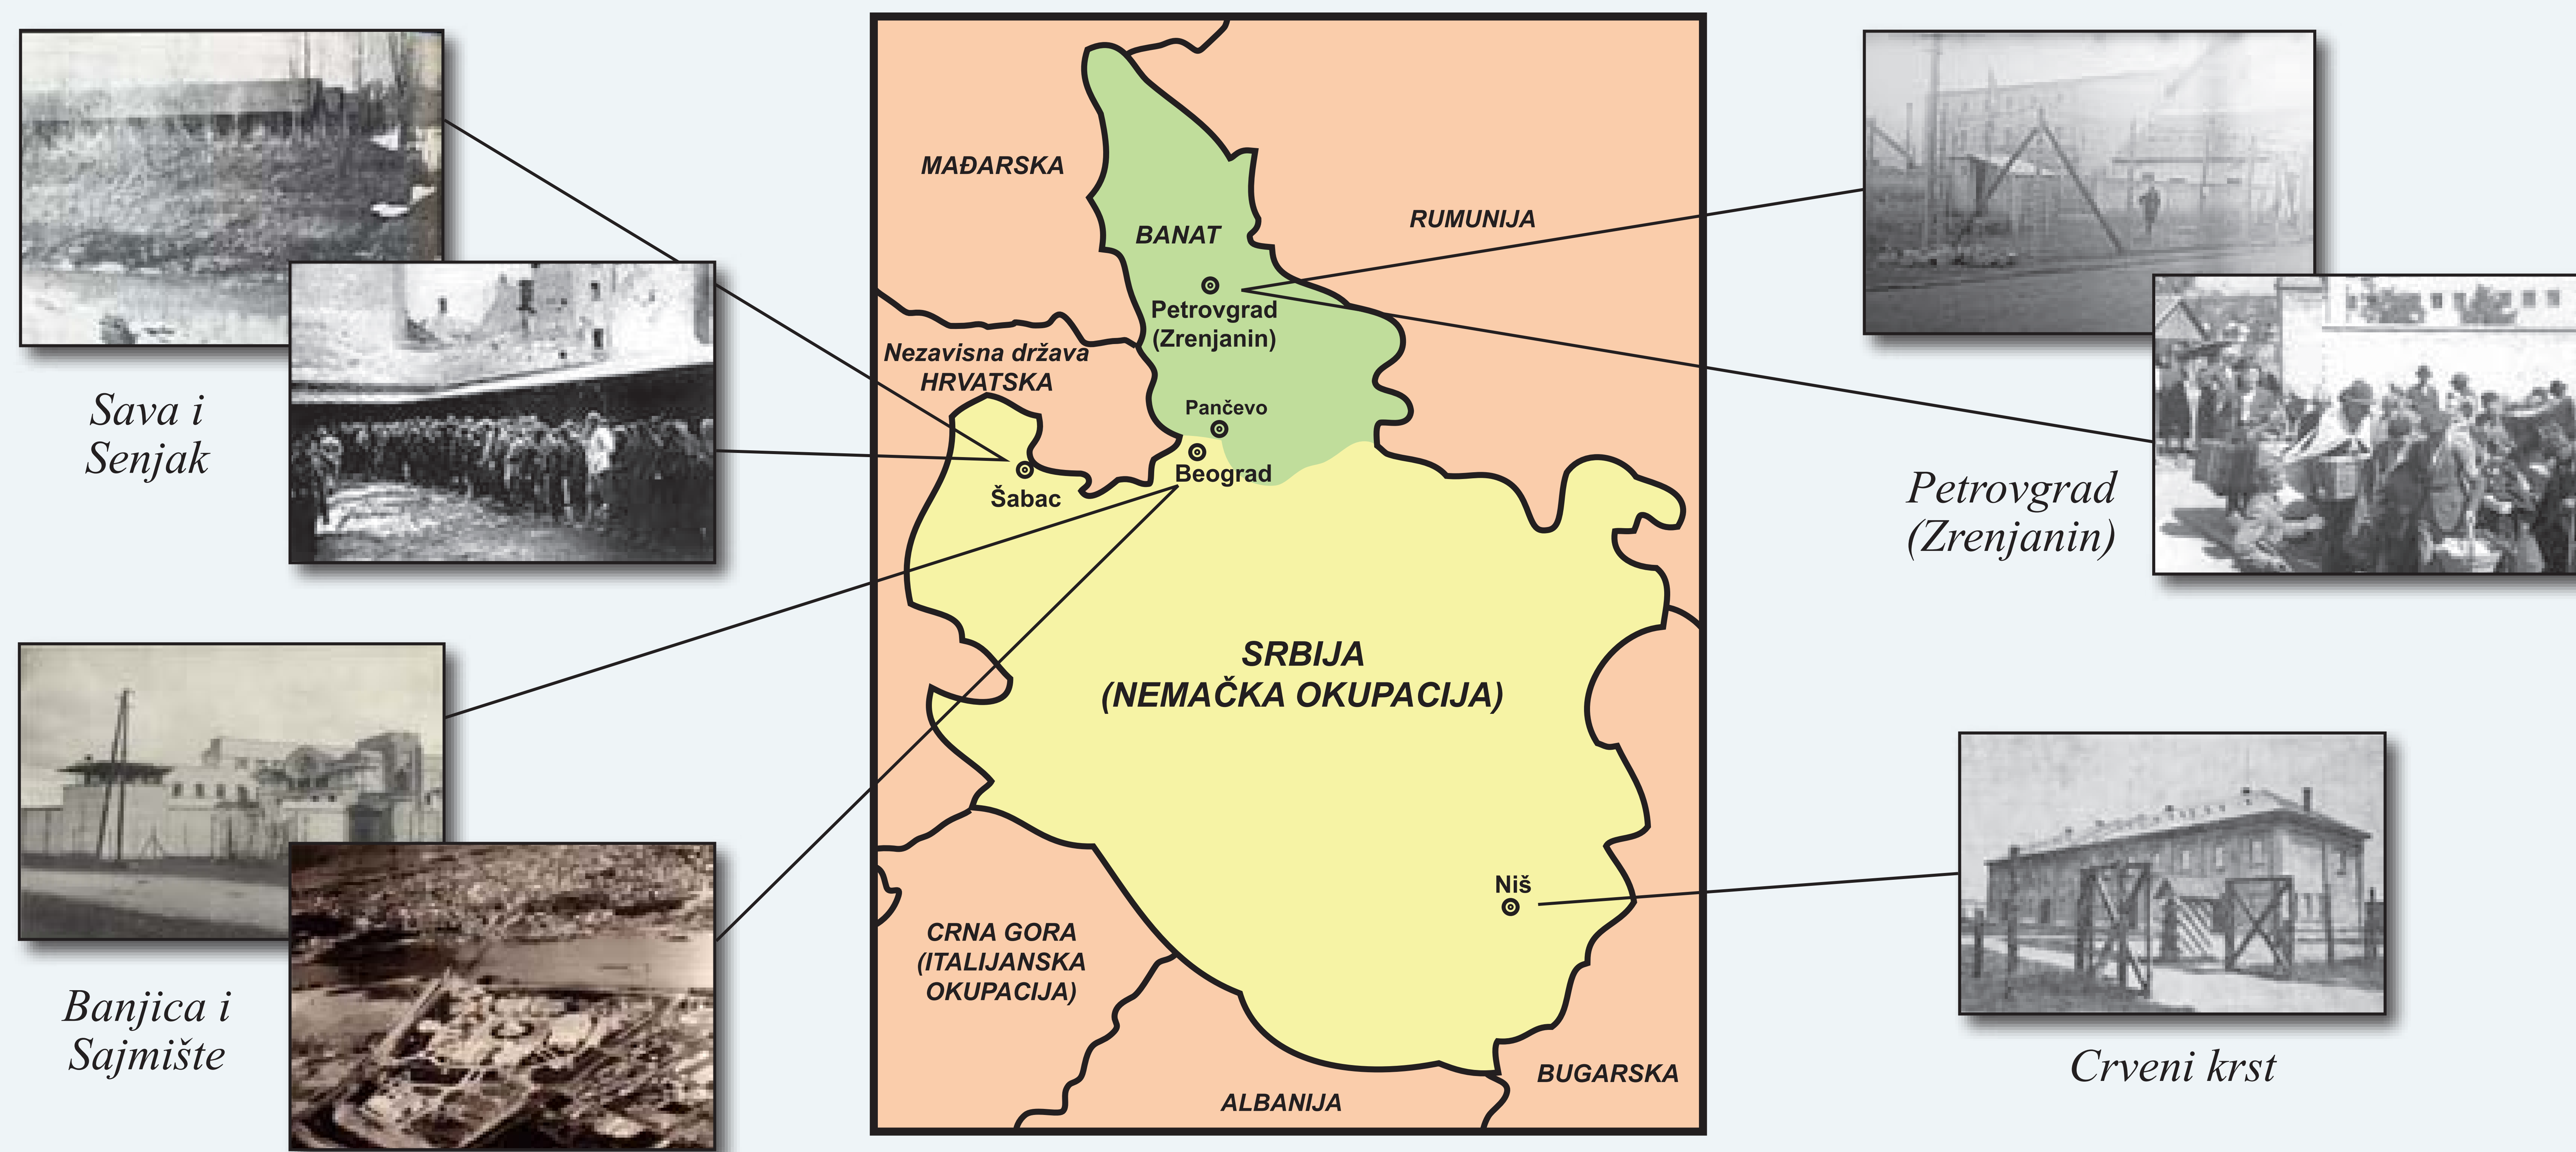 Sava i
Senjak
Banjica i
Sajmište
MAĐARSKA
RUMUNIJA
BANAT
Petrovgrad
(Zrenjanin)
Nezavisna država
HRVATSKA
Pančevo
Beograd
Šabac
SRBIJA
(NEMAČKA OKUPACIJA)
Niš
CRNA GORA
(ITALIJANSKA
OKUPACIJA)
ALBANIJA
BUGARSKA
Petrovgrad
(Zrenjanin)
Crveni krst